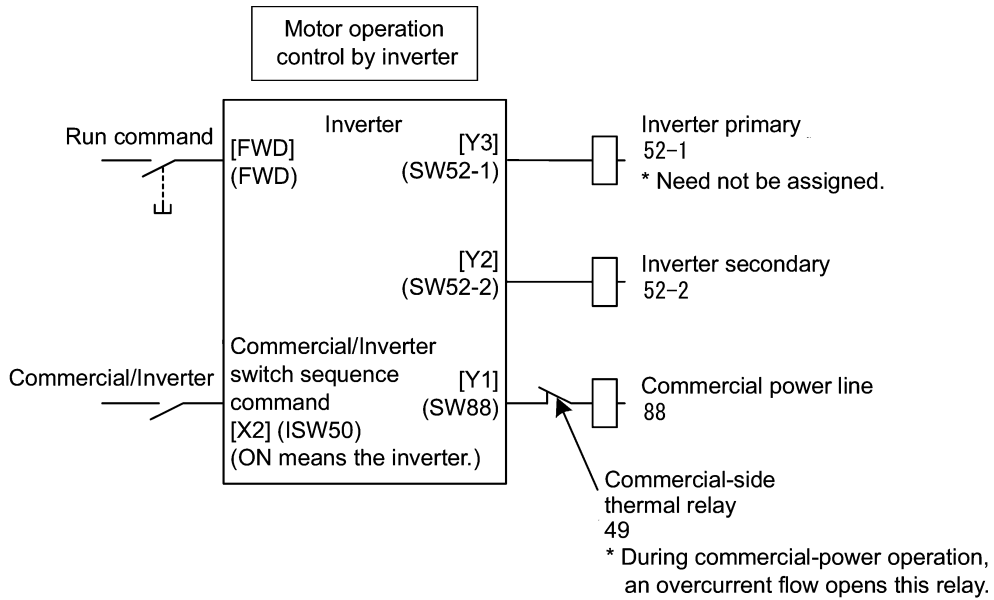 Motor operation
control by inverter
Run command
Inverter
[FWD]
(FWD)
[Y3]
(SW52-1)
Inverter primary
52-1
* Need not be assigned.
[Y2]
(SW52-2)
Inverter secondary
52-2
Commercial/Inverter
Commercial/Inverter
switch sequence
command
[X2] (ISW50)
(ON means the inverter.)
[Y1]
(SW88)
Commercial power line
88
Commercial-side
thermal relay
49
* During commercial-power operation,
an overcurrent flow opens this relay.